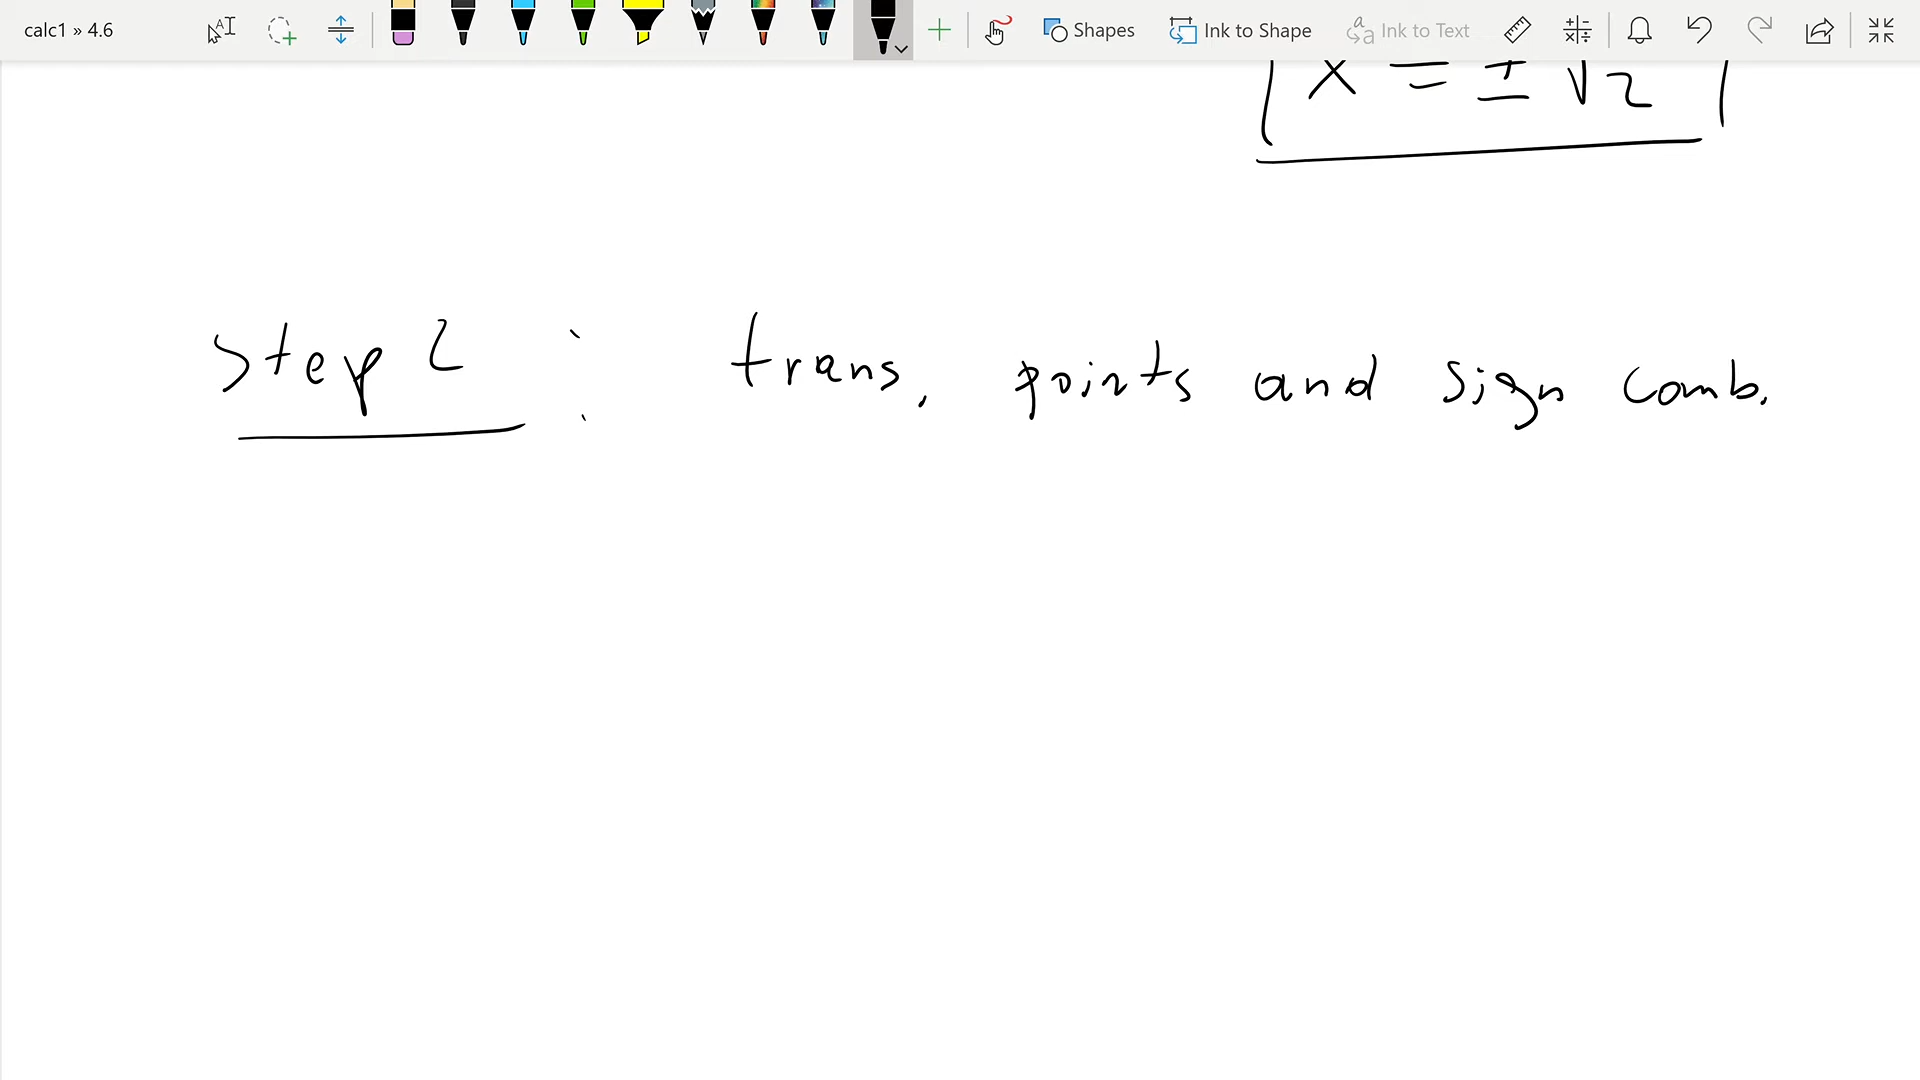 calc1 » 4.6 Shapes Ink to Shape Ink to Text
x = ± √2
Step 2 : trans. points and sign comb.